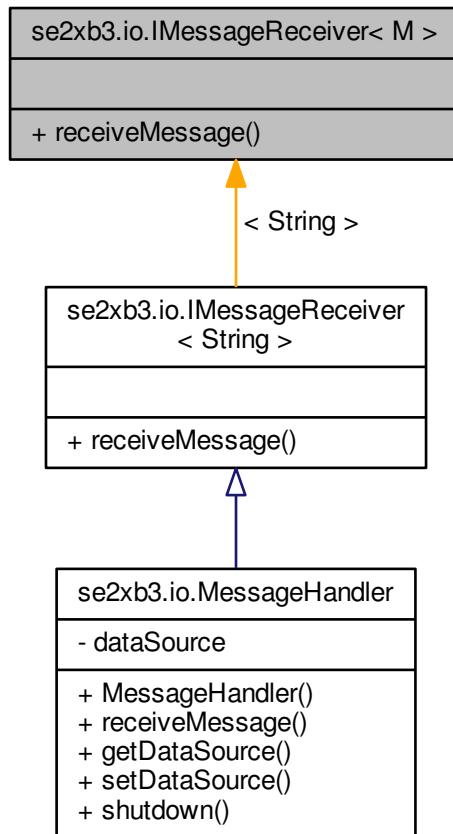 se2xb3.io.IMessageReceiver< M >
+ receiveMessage()
< String >
se2xb3.io.IMessageReceiver
< String >
+ receiveMessage()
se2xb3.io.MessageHandler
- dataSource
+ MessageHandler()
+ receiveMessage()
+ getDataSource()
+ setDataSource()
+ shutdown()